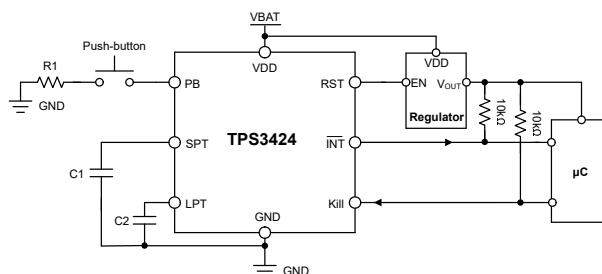 VBAT
R1
Push-button
GND
VDD
PB
RST
EN
VDD
VOUT
Regulator
10kΩ
10kΩ
TPS3424
SPT
INT
µC
C1
C2
LPT
GND
Kill
GND